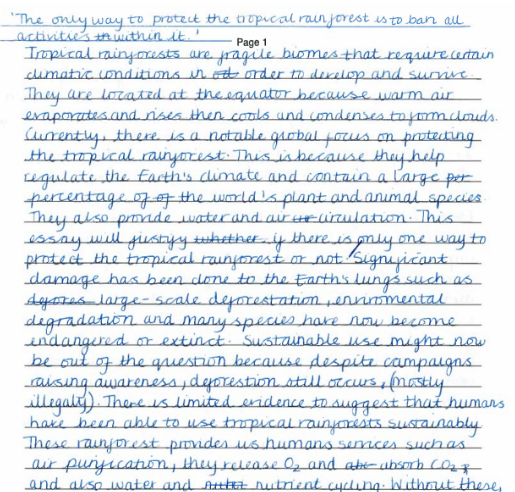 'The only way to protect the tropical rainforest is to ban all
activities in within it.'
Page 1
Tropical rainforests are fragile biomes that require certain
climatic conditions in order to develop and survive.
They are located at the equator because warm air
evaporates and rises then cools and condenses to form clouds.
Currently, there is a notable global focus on protecting
the tropical rainforest. This is because they help
regulate the Earth's climate and contain a large per
percentage of of the world's plant and animal species.
They also provide water and air circulation. This
essay will justify whether if there is only one way to
protect the tropical rainforest or not / Significant
damage has been done to the Earth's lungs such as
large-scale deforestation, enviromental
degradation and many species have now become
endangered or extinct. Sustainable use might now
be out of the question because despite campaigns
raising awareness, deforestion still occurs, (mostly
illegally). There is limited evidence to suggest that humans
have been able to use tropical rainforests sustainably
These rainforest provides us humans services such as
air purification, they release O2 and absorb CO2
and also water and nutrient cycling. Without these,